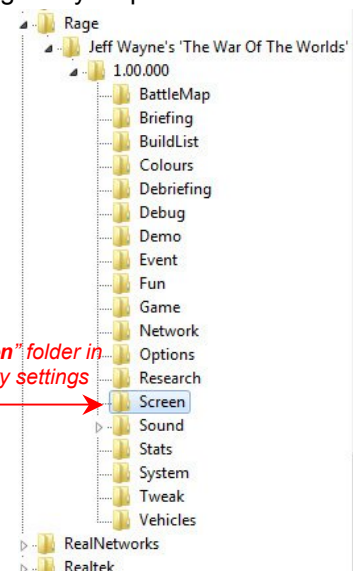 Rage
Jeff Wayne's 'The War Of The Worlds'
1.00.000
BattleMap
Briefing
BuildList
Colours
Debriefing
Debug
Demo
Event
Fun
Game
Network
on" folder in
Options
y settings
Research
Screen
Sound
Stats
System
Tweak
Vehicles
RealNetworks
Realtek